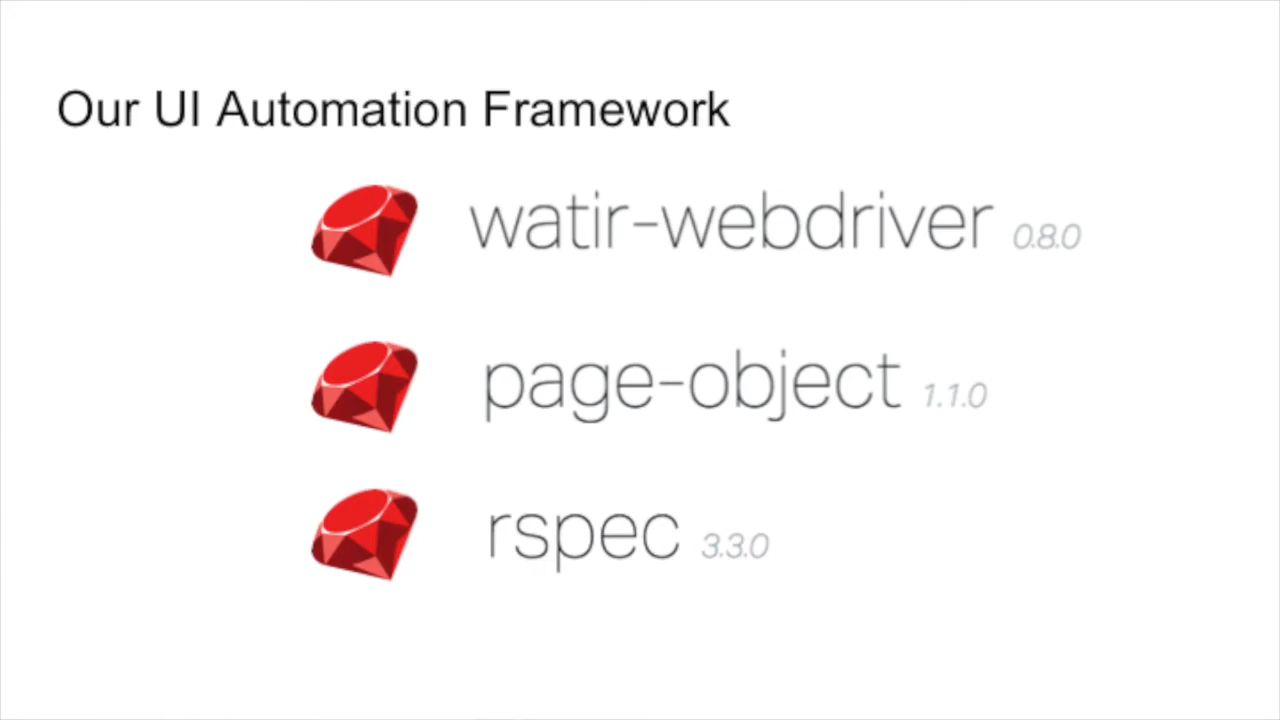 Our UI Automation Framework
watir-webdriver 0.8.0
page-object 1.1.0
rspec 3.3.0